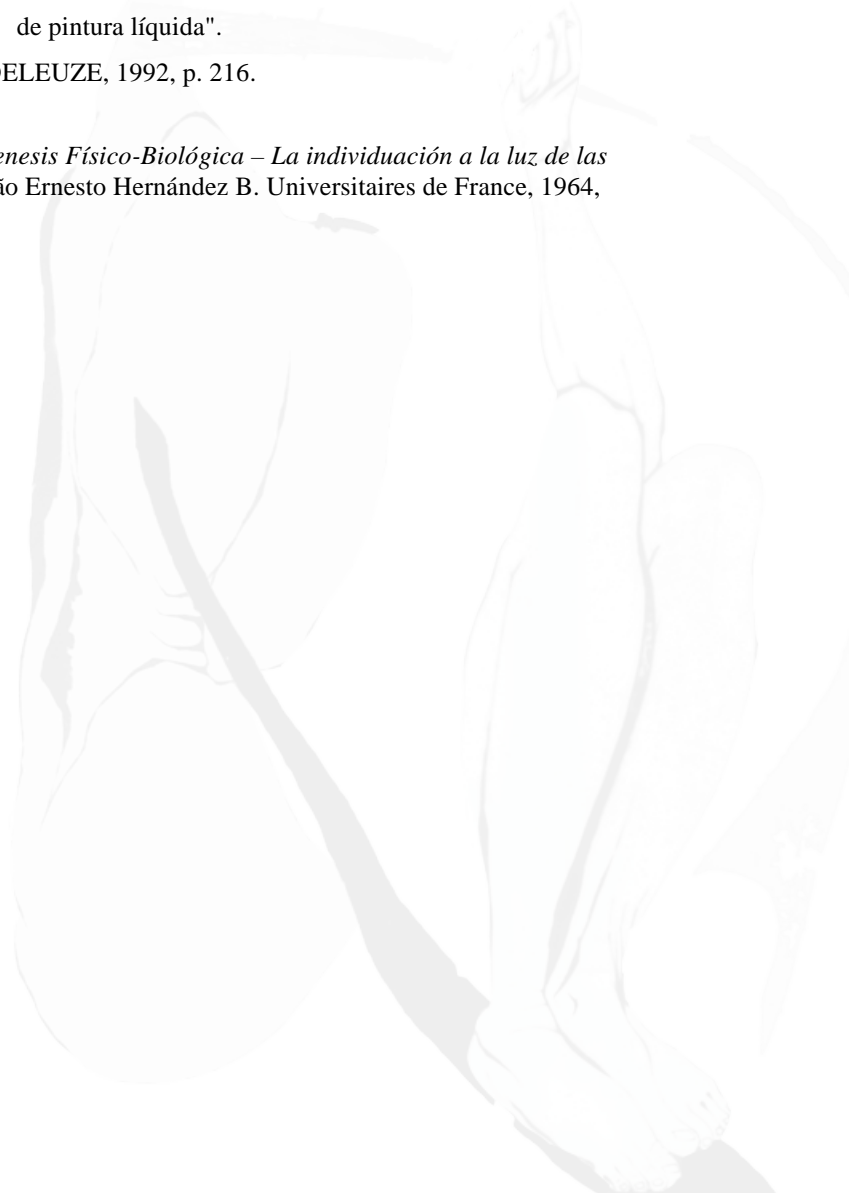 de pintura líquida".
ELEUZE, 1992, p. 216.
enesis Físico-Biológica – La individuación a la luz de las
ão Ernesto Hernández B. Universitaires de France, 1964,